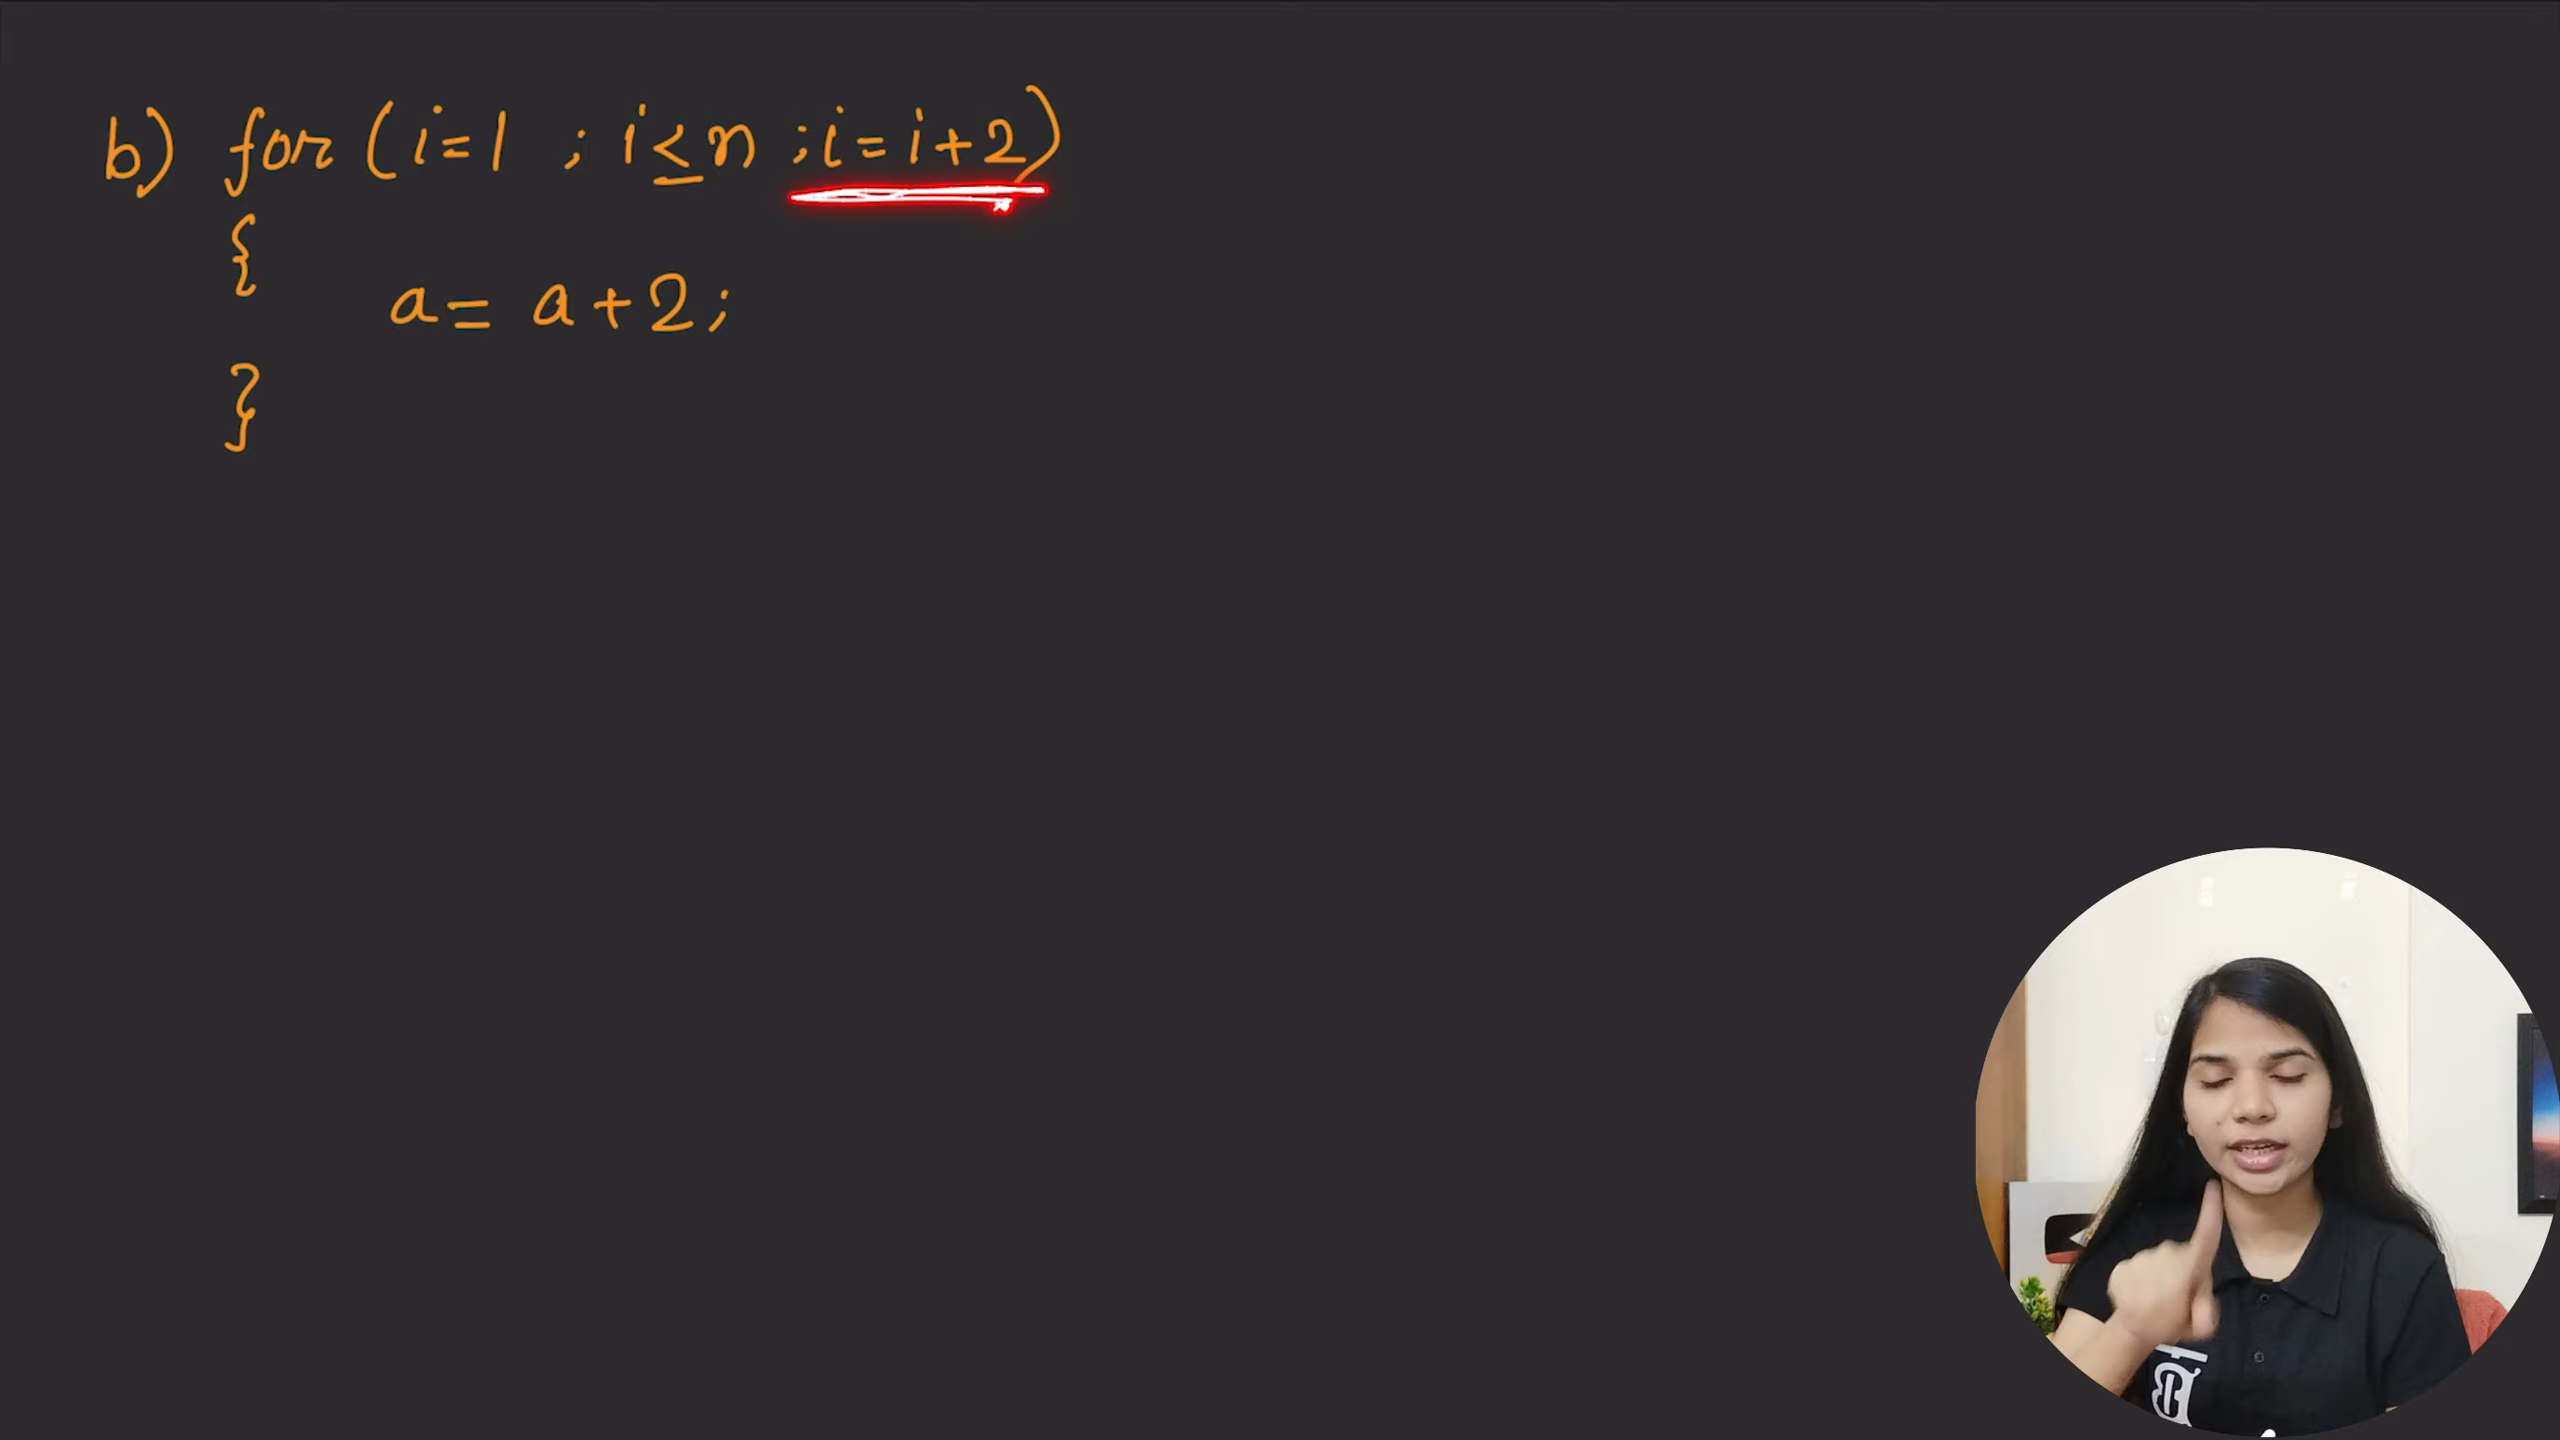 b) for (i=1 ; i≤n ; i=i+2)
{
a = a+2;
}